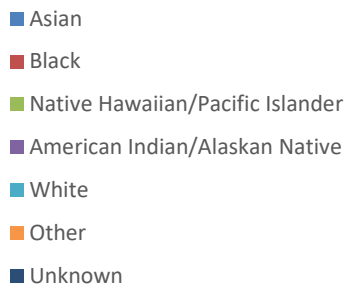 Asian
Black
Native Hawaiian/Pacific Islander
American Indian/Alaskan Native
White
Other
Unknown